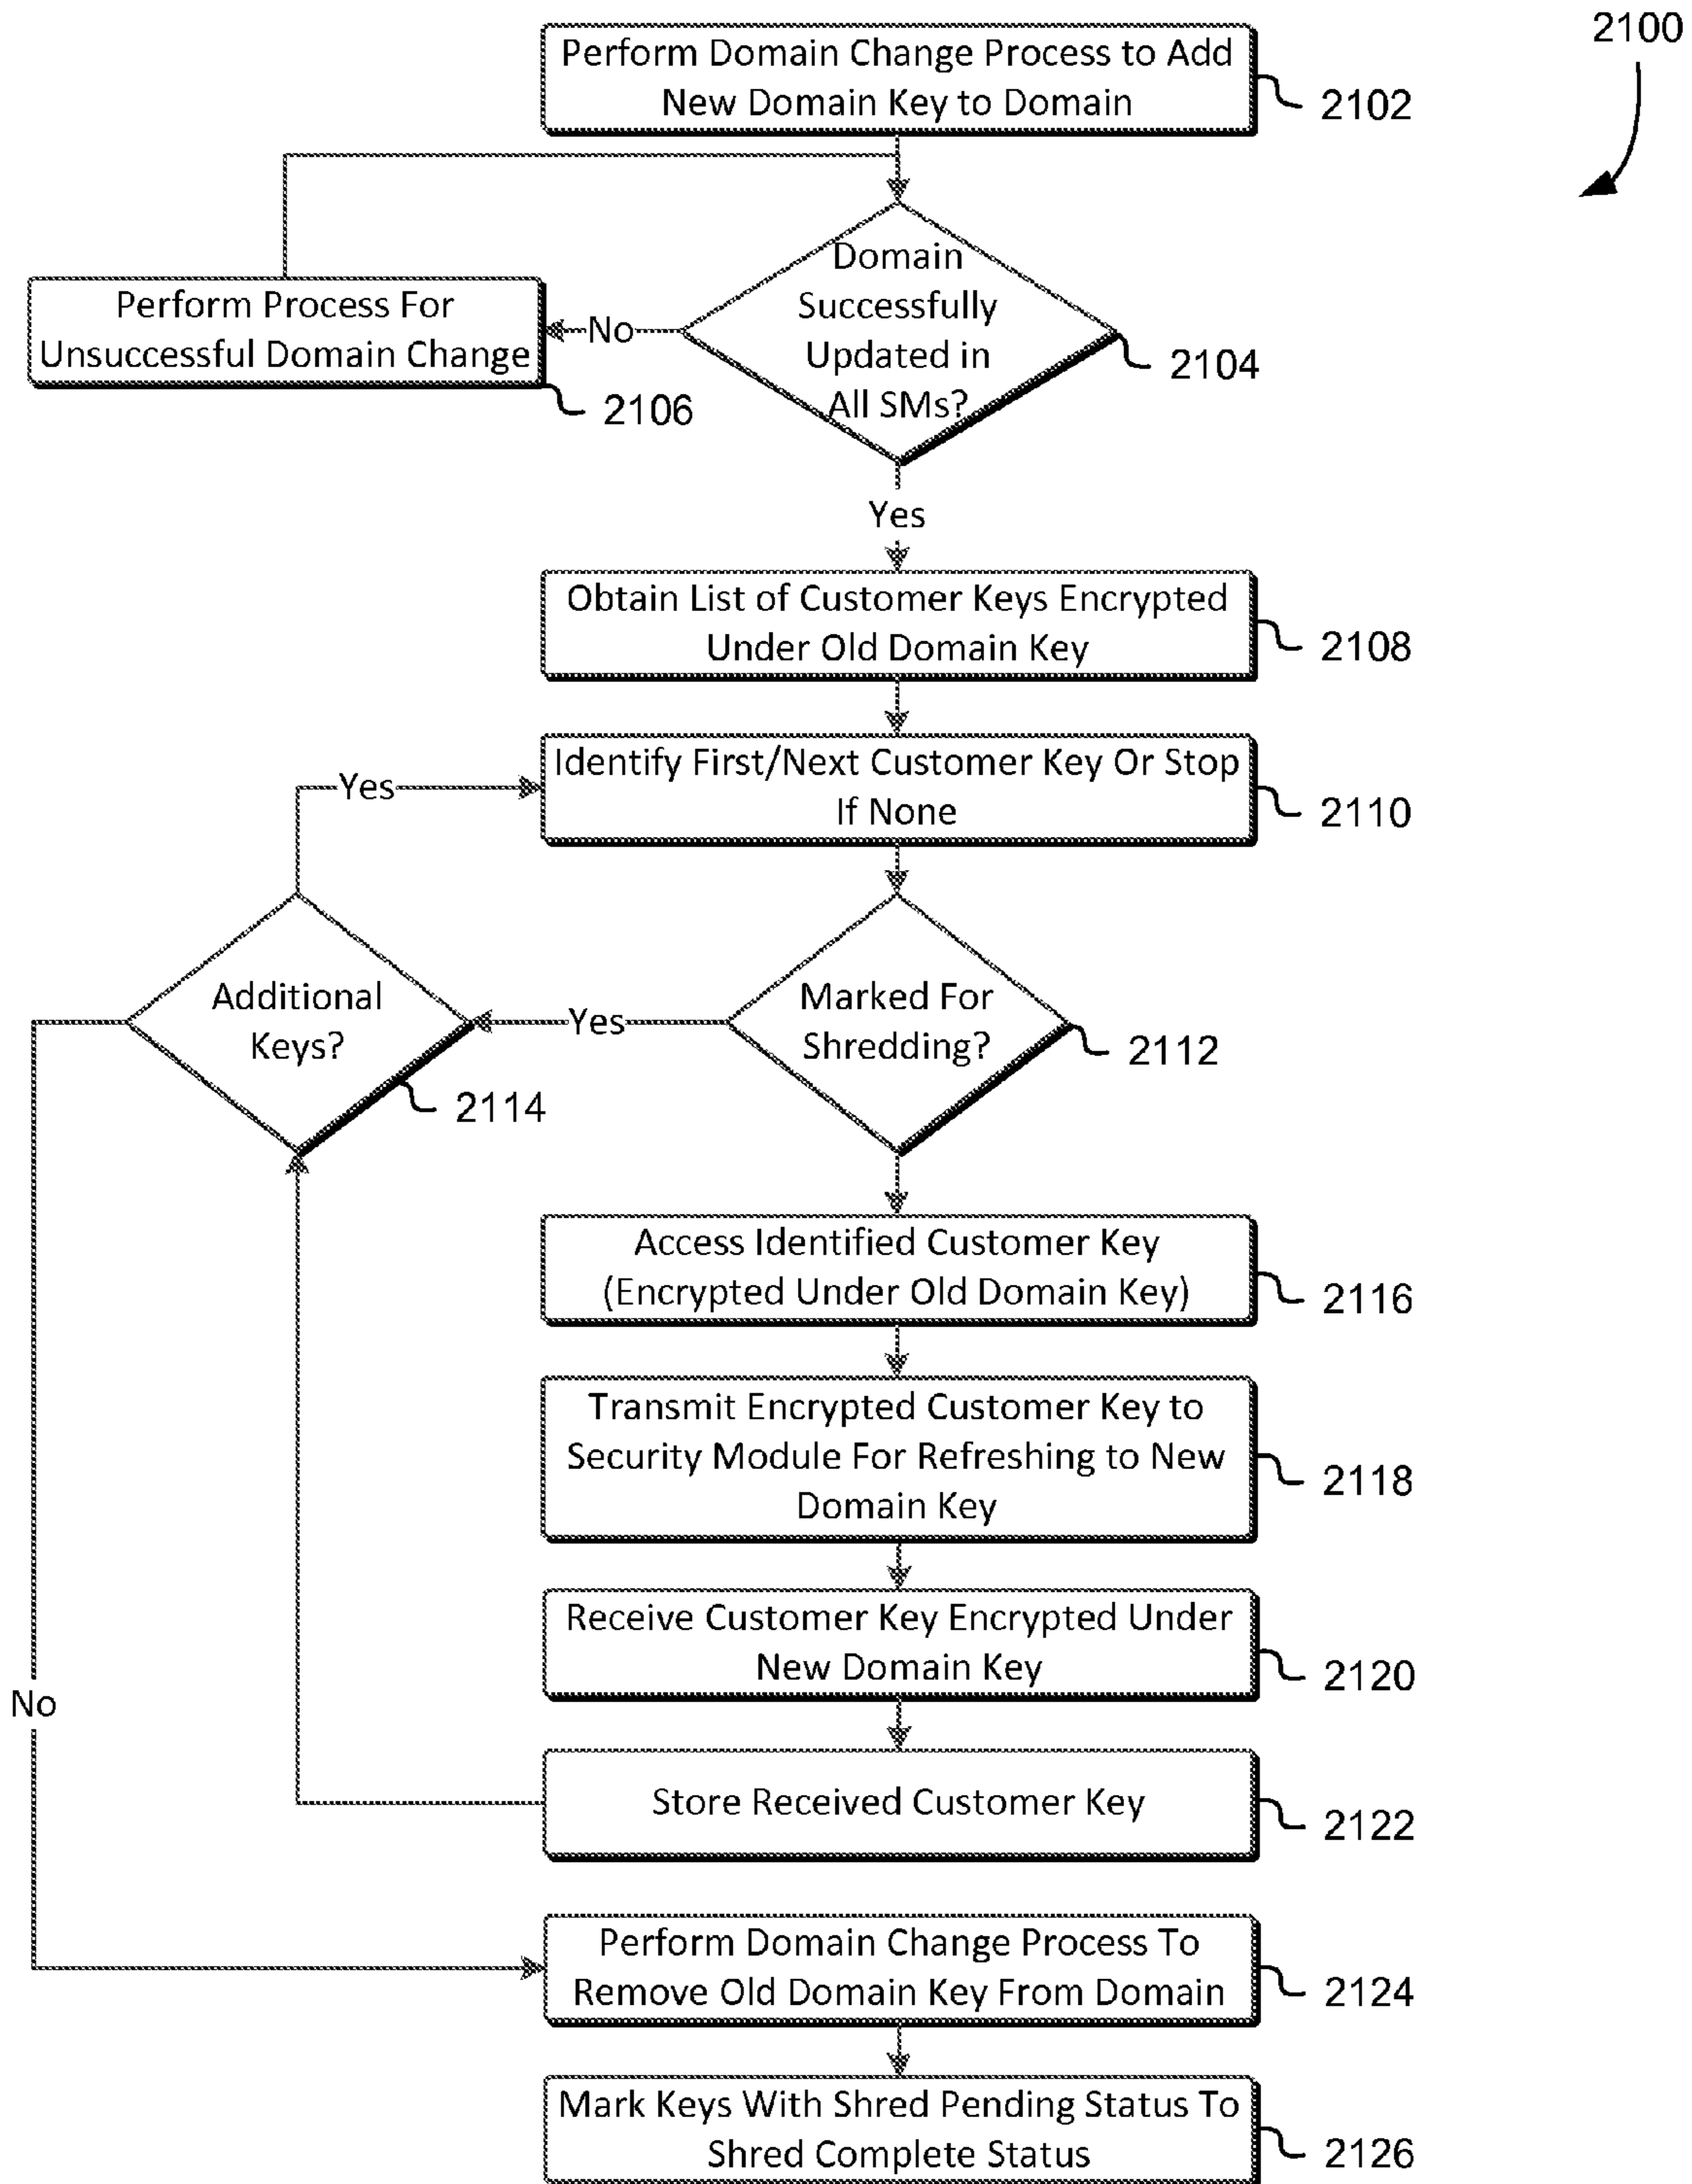 2100
Perform Domain Change Process to Add
New Domain Key to Domain
2102
Domain
Successfully
Updated in
All SMs?
2104
No
Perform Process For
Unsuccessful Domain Change
2106
Yes
Obtain List of Customer Keys Encrypted
Under Old Domain Key
2108
Identify First/Next Customer Key Or Stop
If None
2110
Yes
Marked For
Shredding?
2112
Yes
Additional
Keys?
2114
Access Identified Customer Key
(Encrypted Under Old Domain Key)
2116
Transmit Encrypted Customer Key to
Security Module For Refreshing to New
Domain Key
2118
Receive Customer Key Encrypted Under
New Domain Key
2120
No
Store Received Customer Key
2122
Perform Domain Change Process To
Remove Old Domain Key From Domain
2124
Mark Keys With Shred Pending Status To
Shred Complete Status
2126